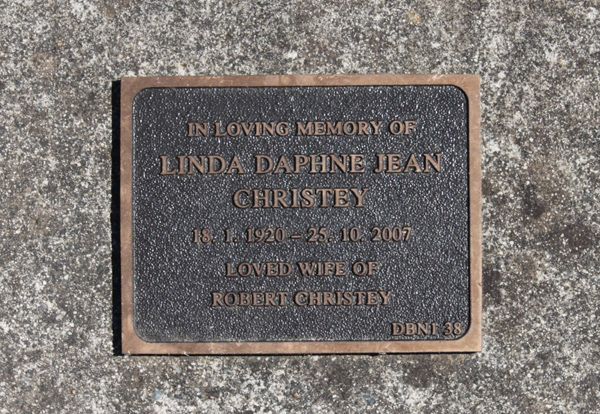 IN LOVING MEMORY OF
LINDA DAPHNE JEAN
CHRISTEY
18. 1. 1920 – 25. 10. 2007
LOVED WIFE OF
ROBERT CHRISTEY
DBN1 38